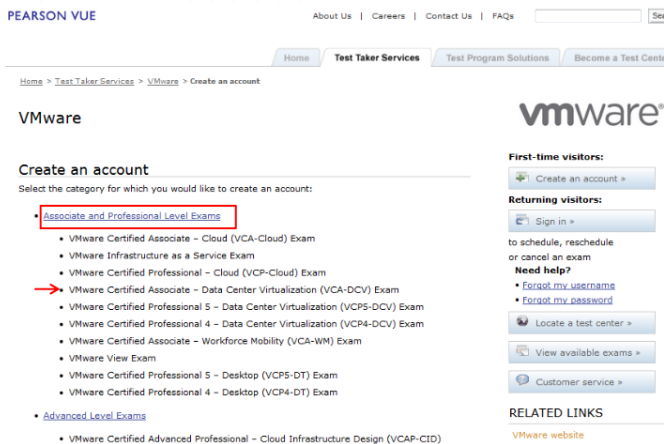 PEARSON VUE
About Us | Careers | Contact Us | FAQs
Home Test Taker Services Test Program Solutions Become a Test Cente
Home > Test Taker Services > VMware > Create an account
VMware
vmware®
Create an account
Select the category for which you would like to create an account:
• Associate and Professional Level Exams
• VMware Certified Associate – Cloud (VCA-Cloud) Exam
• VMware Infrastructure as a Service Exam
• VMware Certified Professional – Cloud (VCP-Cloud) Exam
• VMware Certified Associate – Data Center Virtualization (VCA-DCV) Exam
• VMware Certified Professional 5 – Data Center Virtualization (VCP5-DCV) Exam
• VMware Certified Professional 4 – Data Center Virtualization (VCP4-DCV) Exam
• VMware Certified Associate – Workforce Mobility (VCA-WM) Exam
• VMware View Exam
• VMware Certified Professional 5 – Desktop (VCP5-DT) Exam
• VMware Certified Professional 4 – Desktop (VCP4-DT) Exam
• Advanced Level Exams
• VMware Certified Advanced Professional – Cloud Infrastructure Design (VCAP-CID)
First-time visitors:
Create an account »
Returning visitors:
Sign in »
to schedule, reschedule
or cancel an exam
Need help?
• Forgot my username
• Forgot my password
Locate a test center »
View available exams »
Customer service »
RELATED LINKS
VMware website